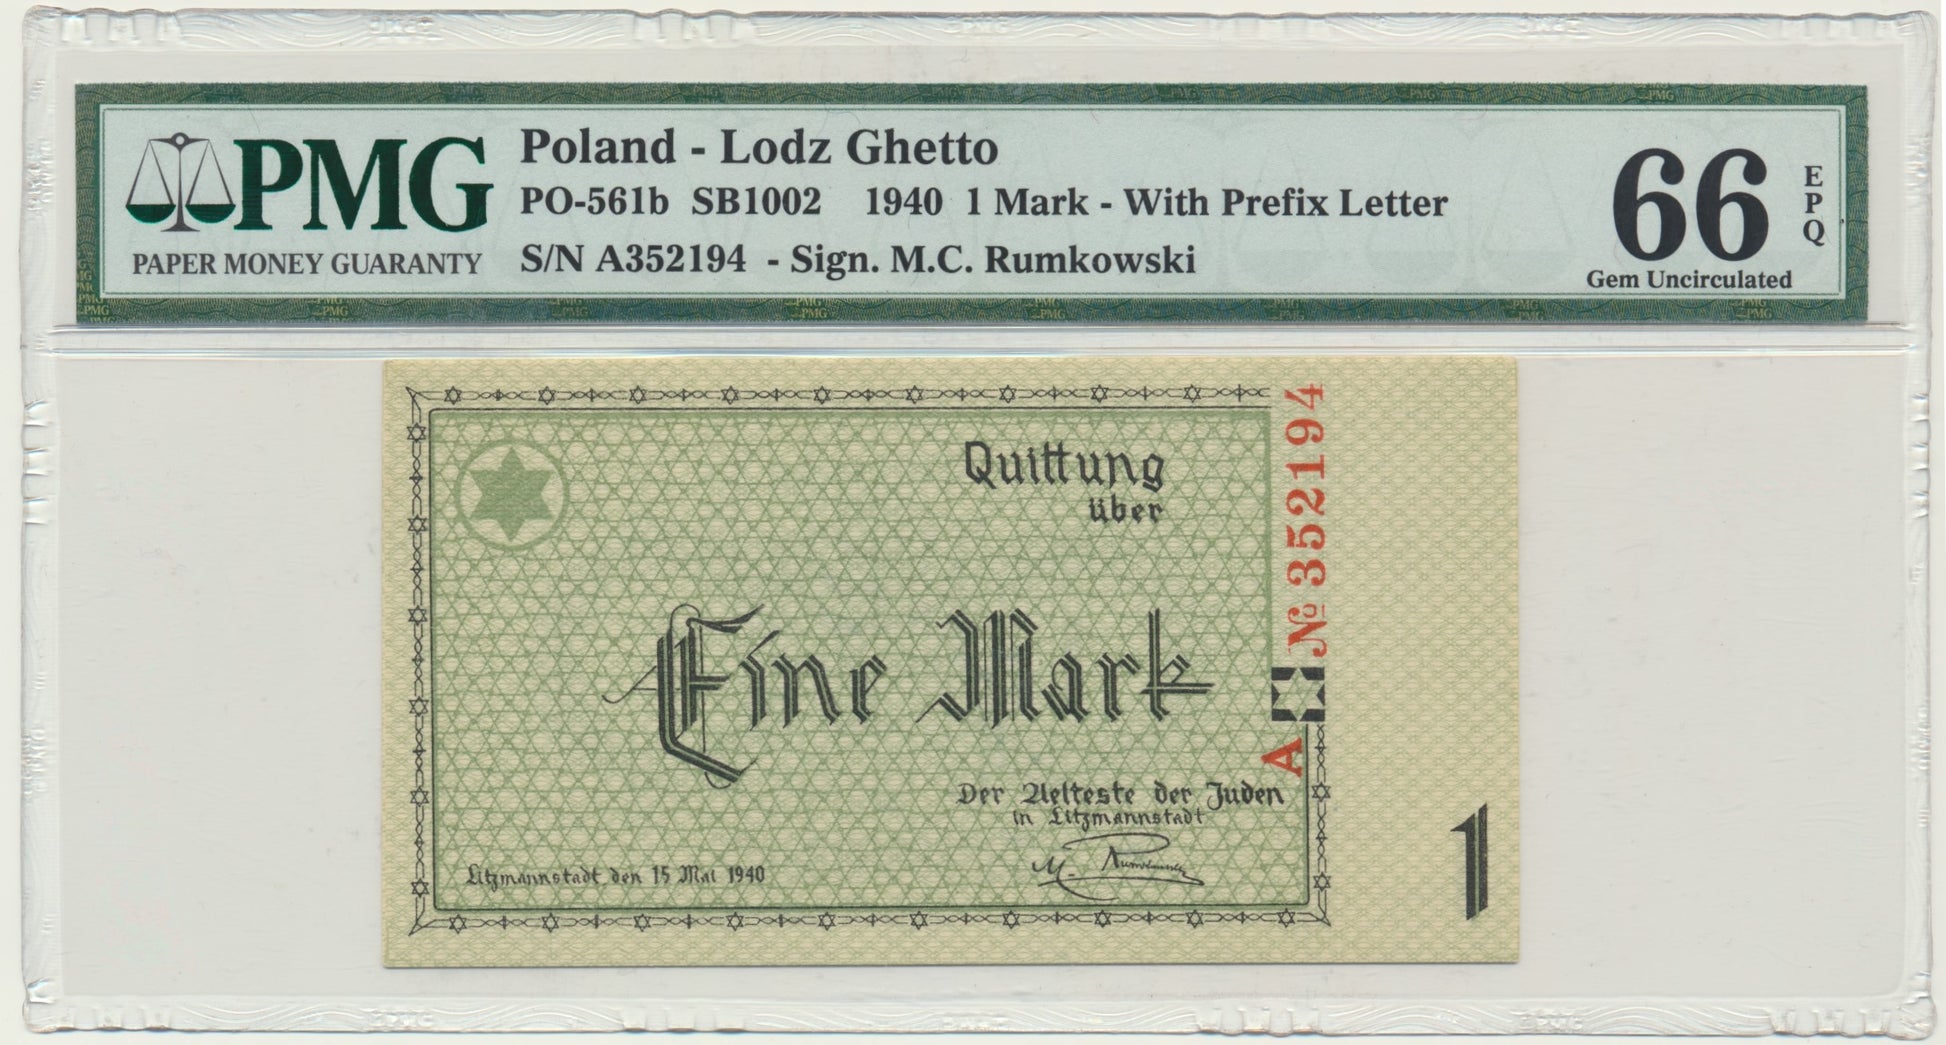 PMG
PAPER MONEY GUARANTY
Poland - Lodz Ghetto
PO-561b SB1002 1940 1 Mark - With Prefix Letter
S/N A352194 - Sign. M.C. Rumkowski
66
EPQ
Gem Uncirculated
Quittung
über
Eine Mark
№ 352194
A
Der Aelteste der Juden
in Litzmannstadt
M. Rumkowski
Litzmannstadt, den 15 Mai 1940
1